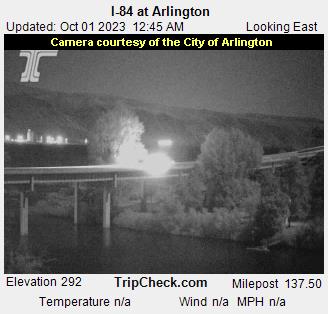 I-84 at Arlington
Updated: Oct 01 2023 12:45 AM Looking East
Camera courtesy of the City of Arlington
Elevation 292 TripCheck.com Milepost 137.50
Temperature n/a Wind n/a MPH n/a